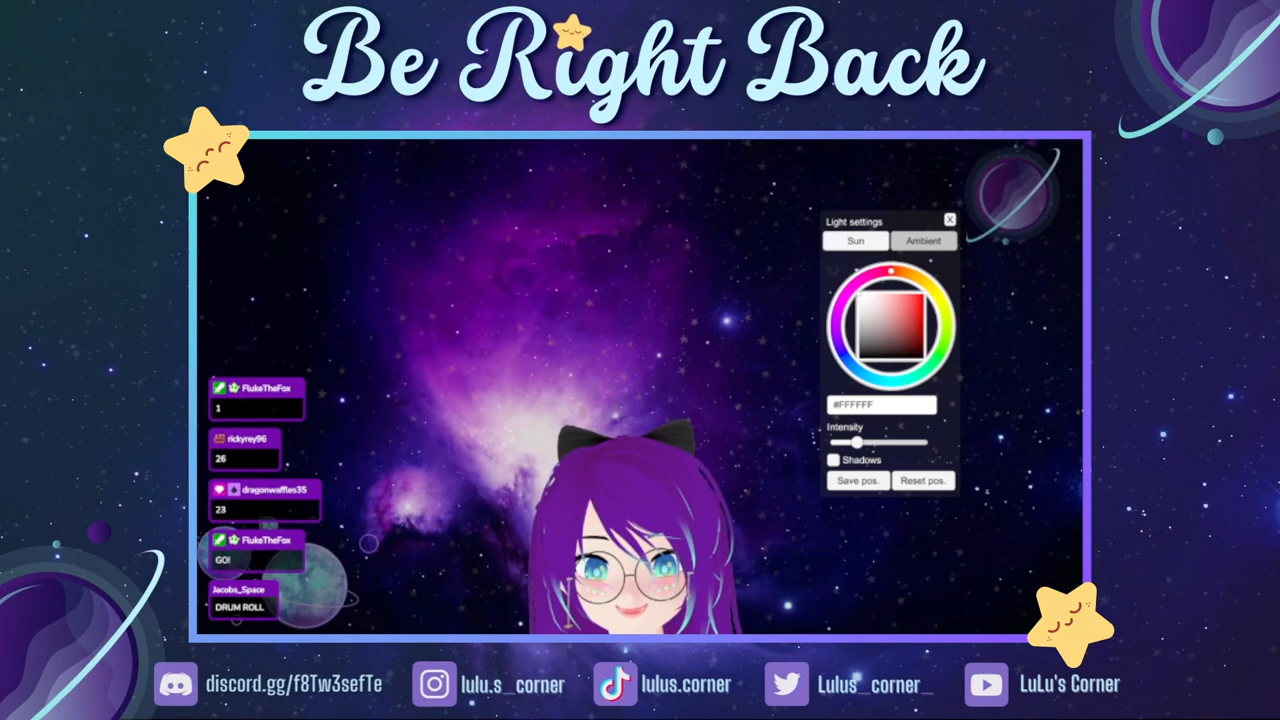 Be Right Back
Light settings
X
Sun
Ambient
#FFFFFF
Intensity
Shadows
Save pos.
Reset pos.
FlukeTheFox
1
rickyrey96
26
dragonwaffles35
23
FlukeTheFox
GO!
Jacobs_Space
DRUM ROLL
discord.gg/f8Tw3sefTe
lulu.s_corner
lulus.corner
Lulus_corner_
LuLu's Corner